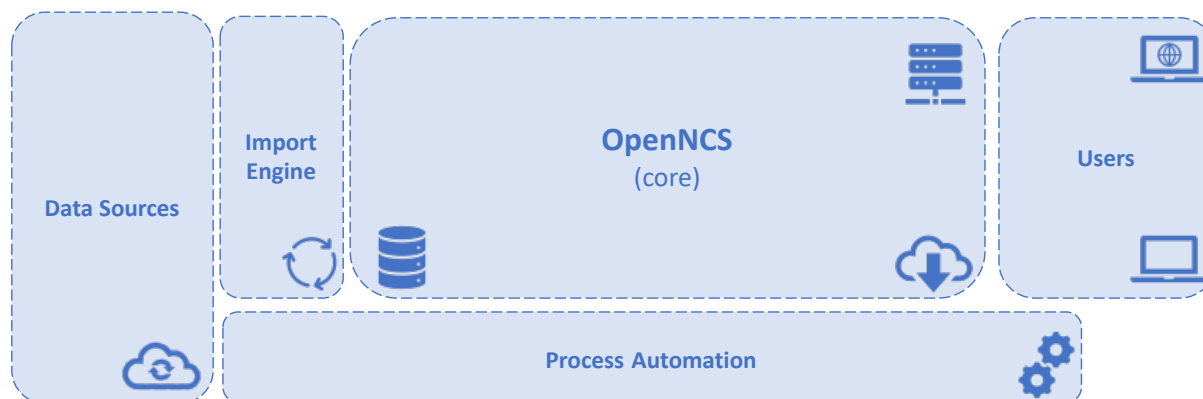 Data Sources
Import
Engine
OpenNCS
(core)
Users
Process Automation